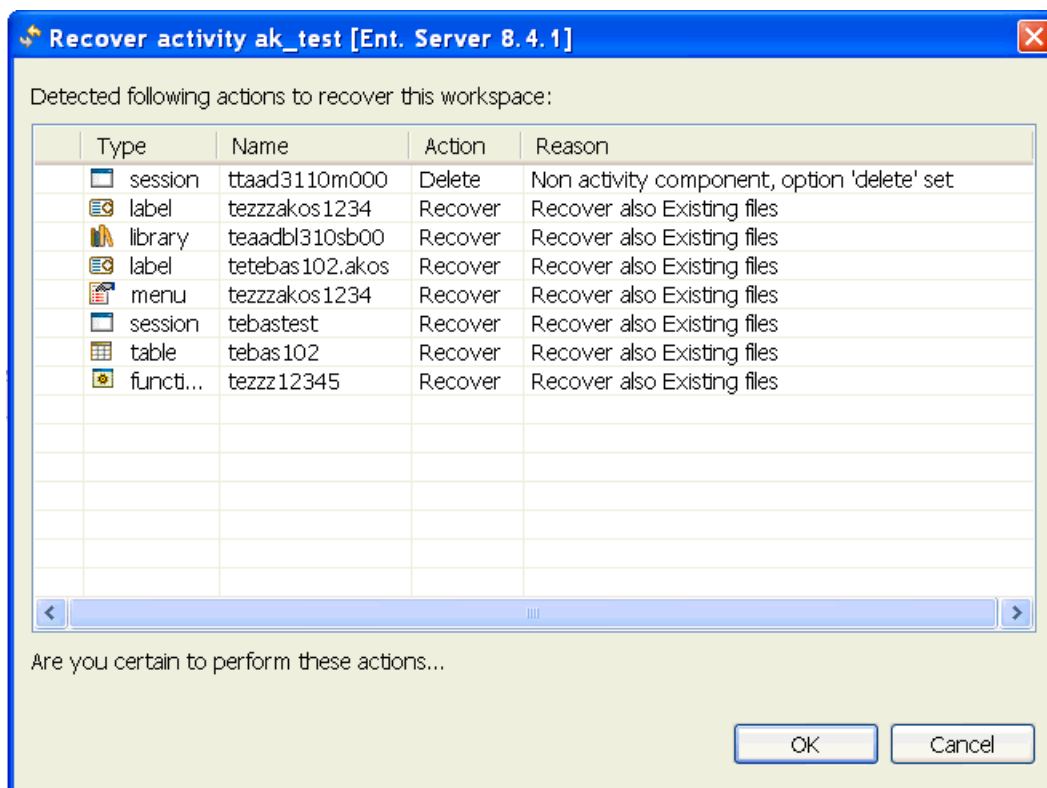 Recover activity ak_test [Ent. Server 8.4.1]
Detected following actions to recover this workspace:
Type Name Action Reason
session ttaad3110m000 Delete Non activity component, option 'delete' set
label tezzzakos1234 Recover Recover also Existing files
library teaadbl310sb00 Recover Recover also Existing files
label tetebas102.akos Recover Recover also Existing files
menu tezzzakos1234 Recover Recover also Existing files
session tebastest Recover Recover also Existing files
table tebas102 Recover Recover also Existing files
functi... tezzz12345 Recover Recover also Existing files
Are you certain to perform these actions...
OK Cancel